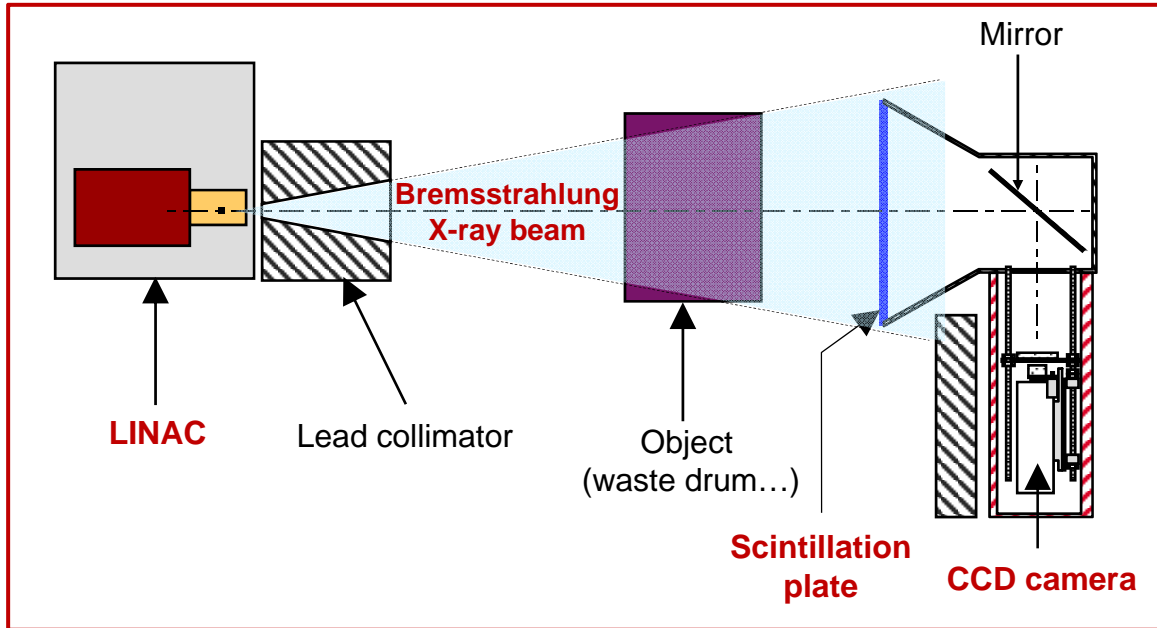 Mirror
Bremsstrahlung
X-ray beam
LINAC
Lead collimator
Object
(waste drum…)
Scintillation
plate
CCD camera